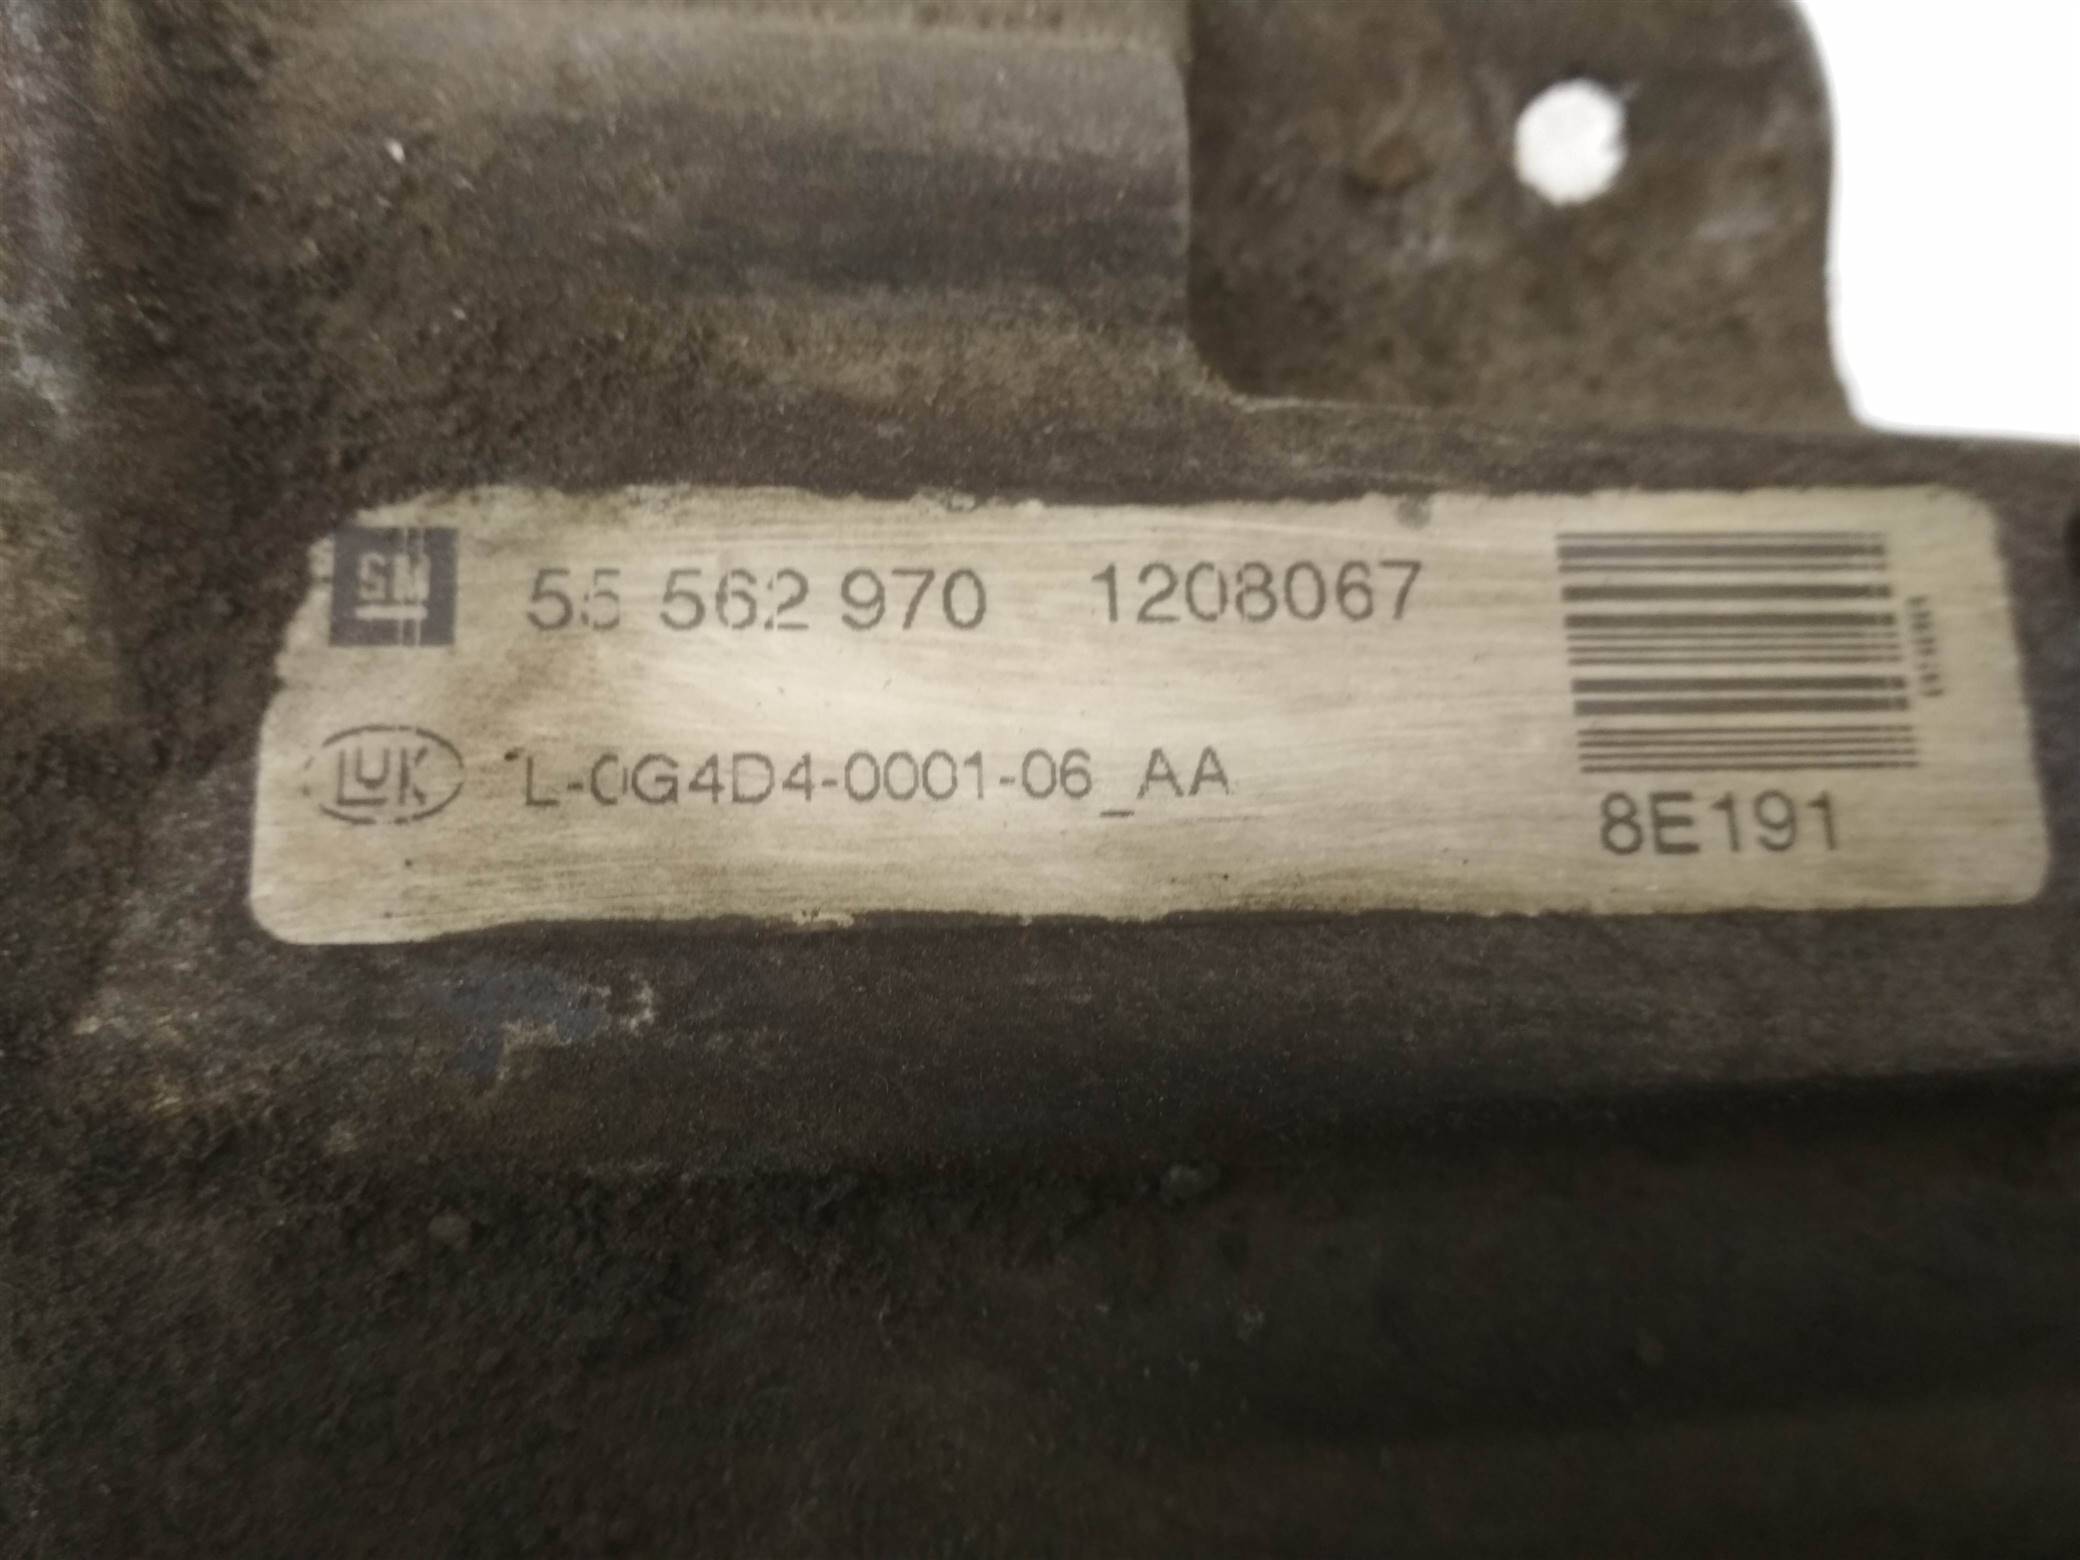 GM 55 562 970 1208067
LUK L-0G4D4-0001-06_AA
8E191